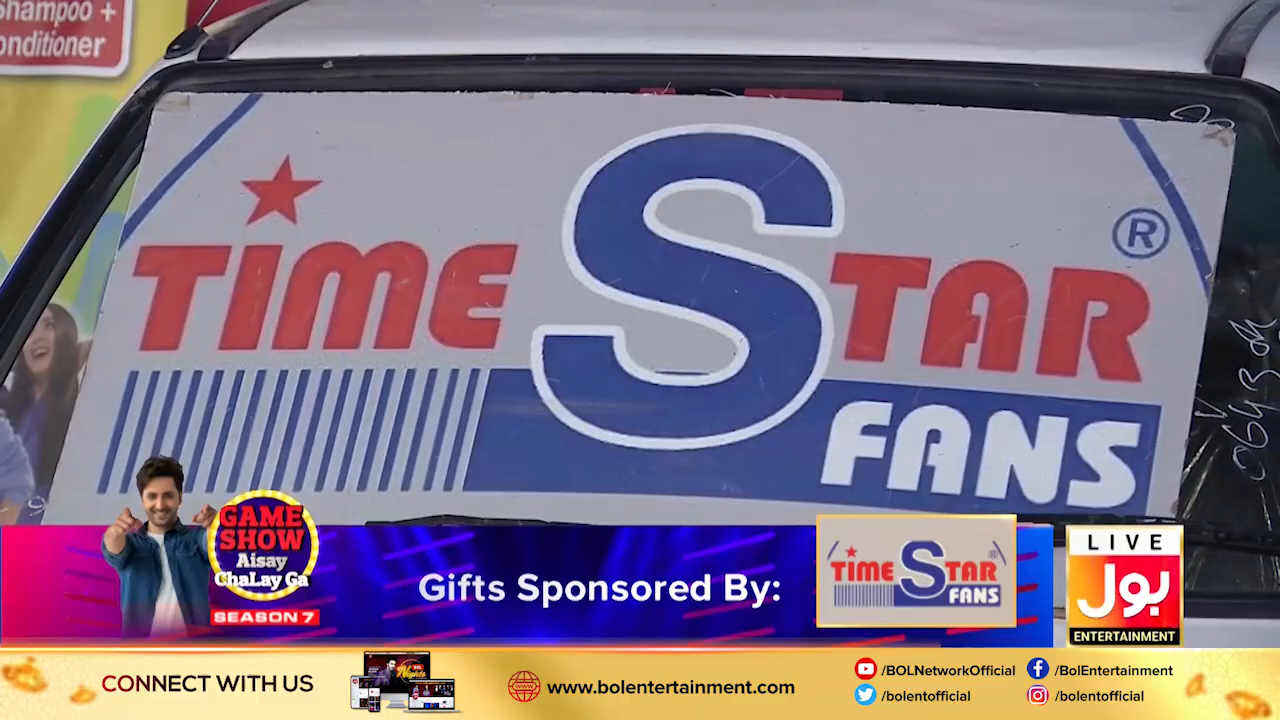 Shampoo +
onditioner
TIME STAR
®
FANS
GAME
SHOW
Aisay
ChaLay Ga
SEASON 7
Gifts Sponsored By:
TIME STAR
®
FANS
LIVE
بول
ENTERTAINMENT
CONNECT WITH US
www.bolentertainment.com
/BOLNetworkOfficial
/BolEntertainment
/bolentofficial
/bolentofficial